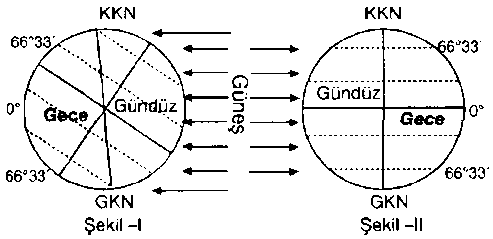 KKN
66°33'
0°
Gece
Gündüz
66°33'
GKN
Şekil –I
Güneş
KKN
66°33'
Gündüz
Gece
0°
66°33'
GKN
Şekil –II